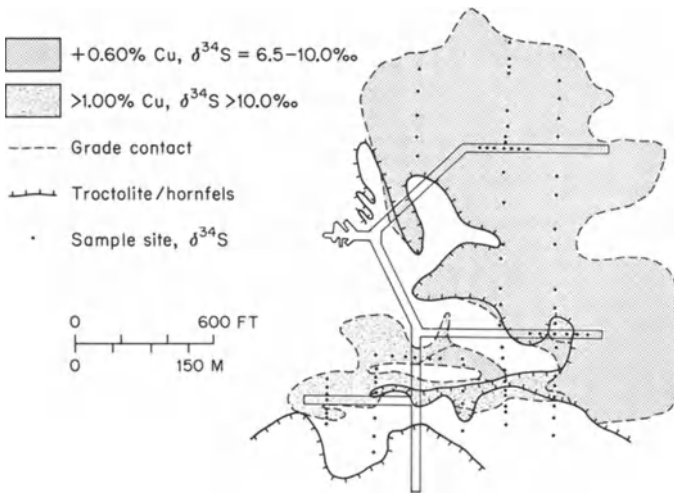 +0.60% Cu, δ³⁴S = 6.5–10.0‰
>1.00% Cu, δ³⁴S >10.0‰
Grade contact
Troctolite/hornfels
Sample site, δ³⁴S
0 600 FT
0 150 M